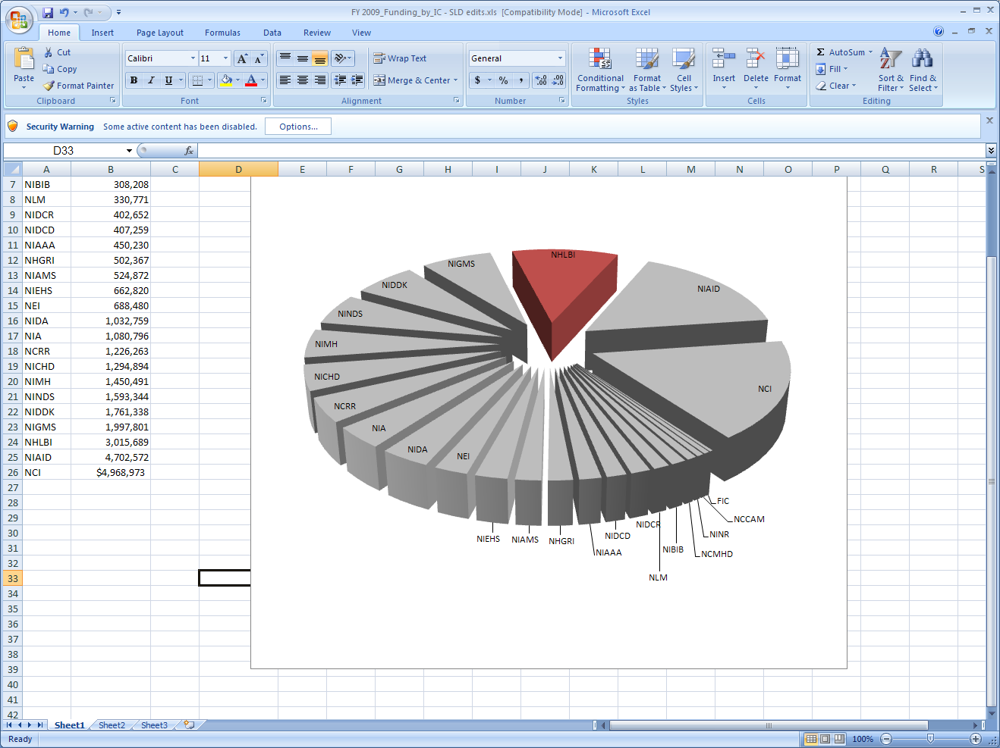 FY 2009_Funding_by_IC - SLD edits.xls [Compatibility Mode] - Microsoft Excel
Home Insert Page Layout Formulas Data Review View
Paste
Cut
Copy
Format Painter
Clipboard
Calibri 11
B I U A
Font
Wrap Text
Merge & Center
Alignment
General
$ % ,
Number
Conditional Formatting
Format as Table
Cell Styles
Styles
Insert Delete Format
Cells
Σ AutoSum
Fill
Clear
Sort & Filter
Find & Select
Editing
Security Warning Some active content has been disabled. Options...
D33 fx
A B C D E F G H I J K L M N O P Q R S
7 NIBIB 308,208
8 NLM 330,771
9 NIDCR 402,652
10 NIDCD 407,259
11 NIAAA 450,230
12 NHGRI 502,367
13 NIAMS 524,872
14 NIEHS 662,820
15 NEI 688,480
16 NIDA 1,032,759
17 NIA 1,080,796
18 NCRR 1,226,263
19 NICHD 1,294,894
20 NIMH 1,450,491
21 NINDS 1,593,344
22 NIDDK 1,761,338
23 NIGMS 1,997,801
24 NHLBI 3,015,689
25 NIAID 4,702,572
26 NCI $4,968,973
27
28
29
30
31
32
33
34
35
36
37
38
39
40
41
42
NHLBI
NIGMS
NIAID
NIDDK
NINDS
NIMH
NICHD
NCI
NCRR
NIA
NIDA
NEI
FIC
NCCAM
NIDCR
NINR
NIDCD
NIEHS
NIAMS
NHGRI
NIBIB
NIAAA
NCMHD
NLM
Sheet1 Sheet2 Sheet3
Ready 100%